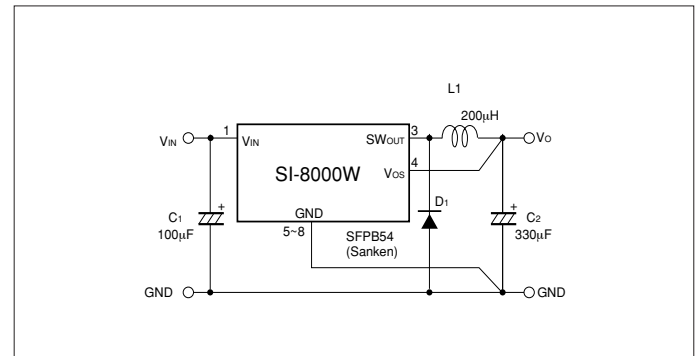 L1
200µH
VIN
1
VIN
SWOUT
3
VO
SI-8000W
VOS
4
C1
100µF
+
GND
5~8
D1
SFPB54
(Sanken)
+
C2
330µF
GND
GND